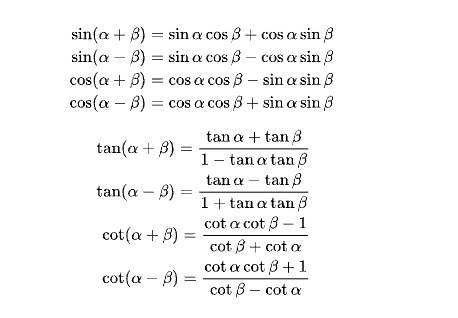 sin(α + β) = sin α cos β + cos α sin β
sin(α − β) = sin α cos β − cos α sin β
cos(α + β) = cos α cos β − sin α sin β
cos(α − β) = cos α cos β + sin α sin β
tan(α + β) = (tan α + tan β) / (1 − tan α tan β)
tan(α − β) = (tan α − tan β) / (1 + tan α tan β)
cot(α + β) = (cot α cot β − 1) / (cot β + cot α)
cot(α − β) = (cot α cot β + 1) / (cot β − cot α)